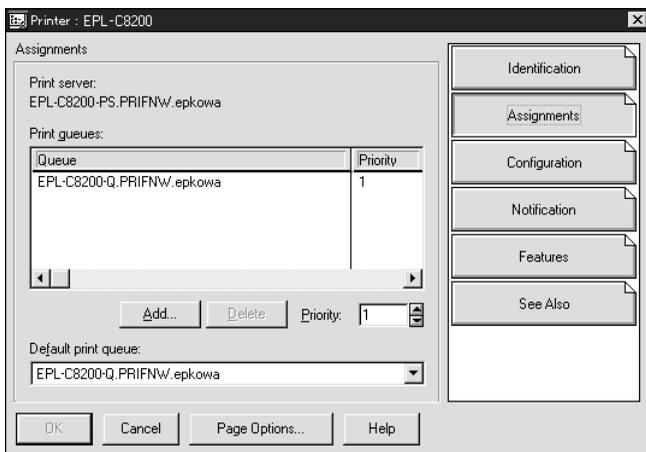 Printer : EPL-C8200
Assignments
Print server:
EPL-C8200-PS.PRIFNW.epkowa
Print queues:
Queue Priority
EPL-C8200-Q.PRIFNW.epkowa 1
Add... Delete Priority: 1
Default print queue:
EPL-C8200-Q.PRIFNW.epkowa
OK Cancel Page Options... Help
Identification
Assignments
Configuration
Notification
Features
See Also